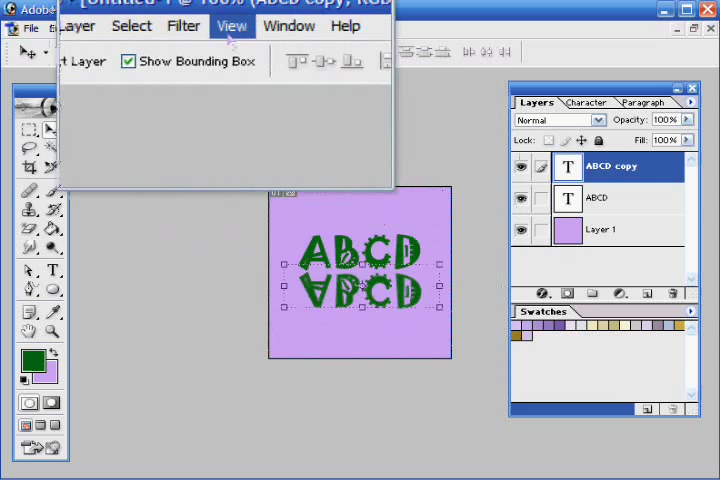 Adobe
[Untitled-1 @ 100% (ABCD copy, RGB
File
Layer Select Filter View Window Help
t Layer Show Bounding Box
Layers Character Paragraph
Normal Opacity: 100%
Lock: Fill: 100%
T ABCD copy
T ABCD
Layer 1
ABCD
ABCD
Swatches